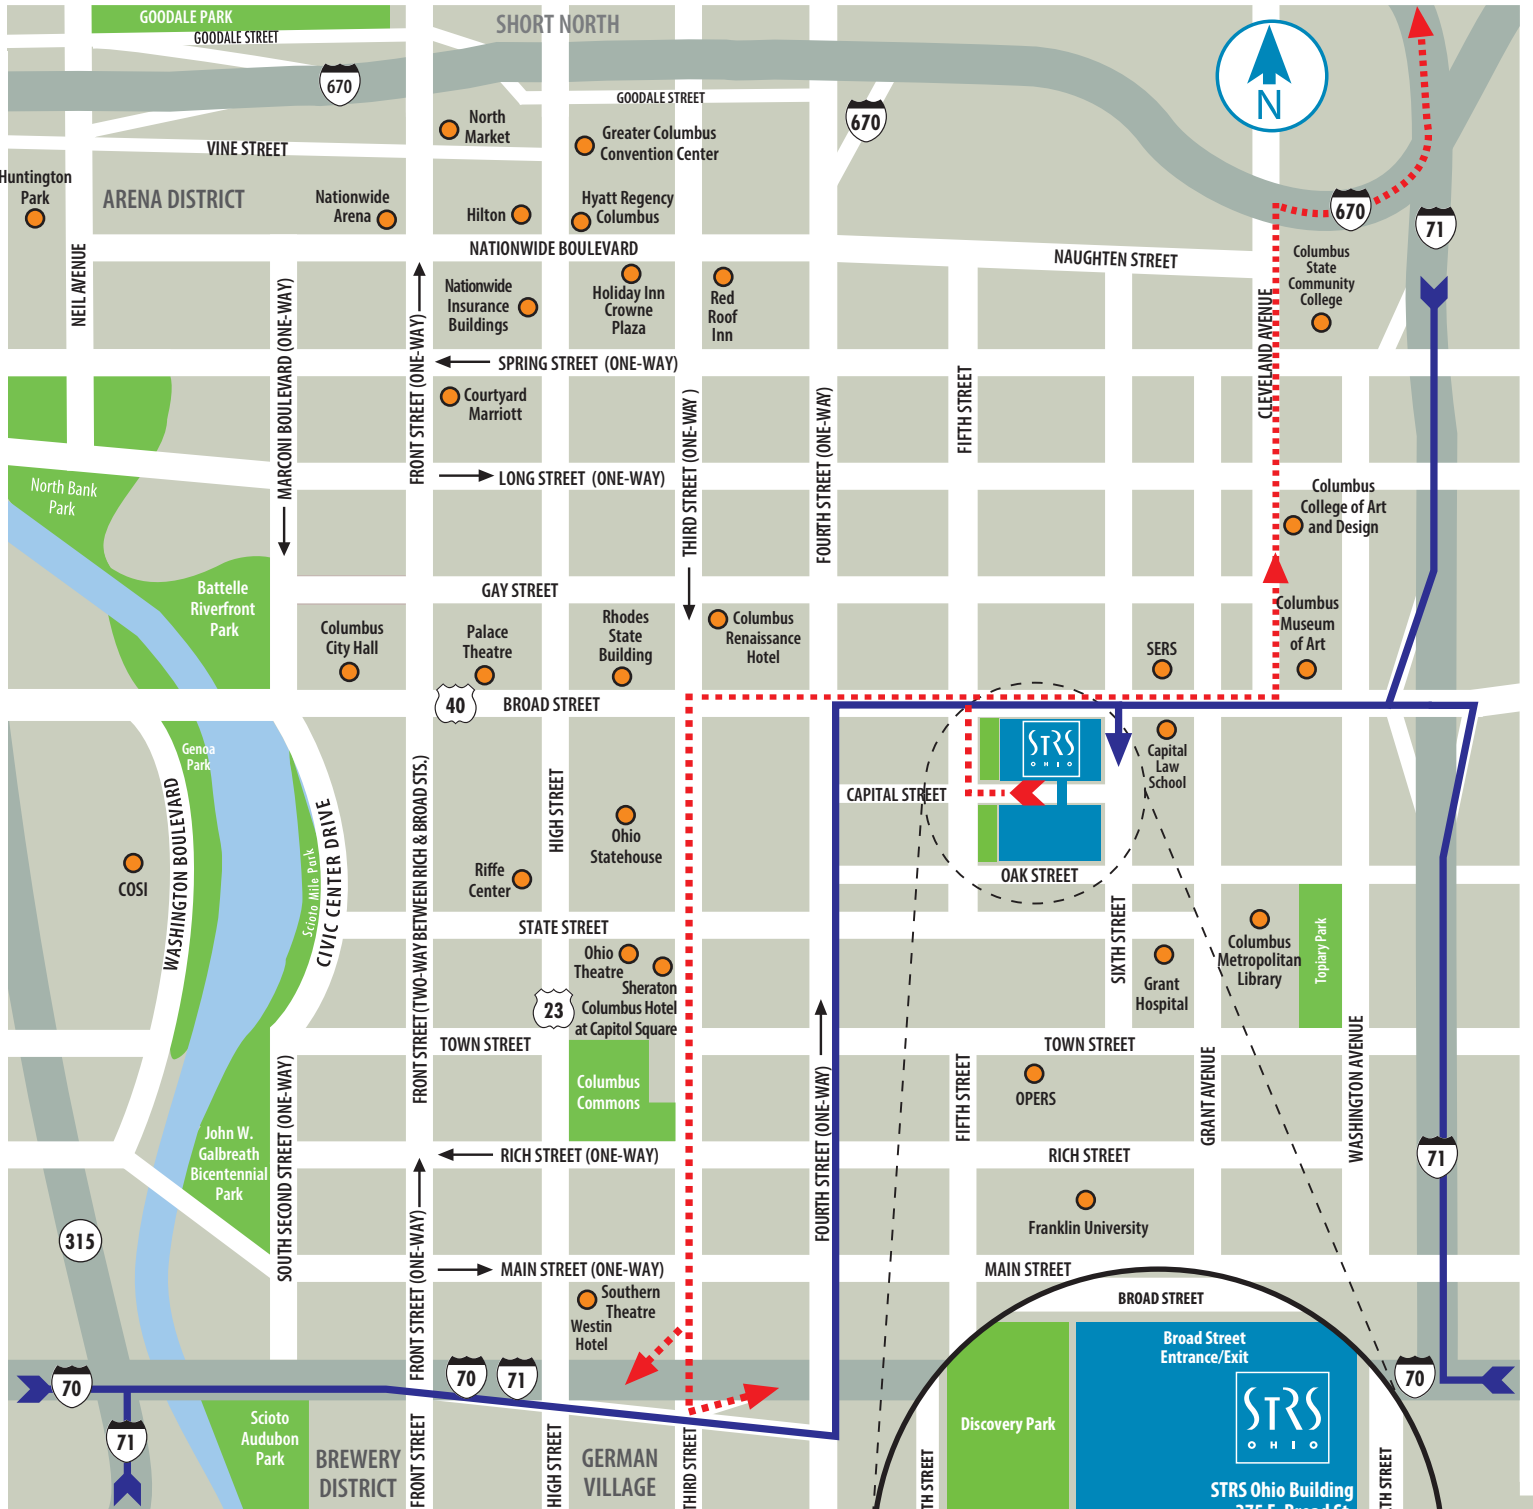 GOODALE PARK
GOODALE STREET
SHORT NORTH
670
GOODALE STREET
670
N
North
Market
Greater Columbus
Convention Center
VINE STREET
Huntington
Park
ARENA DISTRICT
Nationwide
Arena
Hilton
Hyatt Regency
Columbus
670
71
NATIONWIDE BOULEVARD
NAUGHTEN STREET
Columbus
State
Community
College
NEIL AVENUE
MARCONI BOULEVARD (ONE-WAY)
FRONT STREET (ONE-WAY)
Nationwide
Insurance
Buildings
Holiday Inn
Crowne
Plaza
Red
Roof
Inn
CLEVELAND AVENUE
SPRING STREET (ONE-WAY)
Courtyard
Marriott
THIRD STREET (ONE-WAY )
FOURTH STREET (ONE-WAY)
FIFTH STREET
LONG STREET (ONE-WAY)
North Bank
Park
Columbus
College of Art
and Design
GAY STREET
Battelle
Riverfront
Park
Columbus
City Hall
Palace
Theatre
Rhodes
State
Building
Columbus
Renaissance
Hotel
SERS
Columbus
Museum
of Art
40
BROAD STREET
Genoa
Park
STRS
OHIO
Capital
Law
School
CAPITAL STREET
WASHINGTON BOULEVARD
Scioto Mile Park
CIVIC CENTER DRIVE
FRONT STREET (TWO-WAY BETWEEN RICH & BROAD STS.)
HIGH STREET
Ohio
Statehouse
COSI
Riffe
Center
OAK STREET
STATE STREET
SIXTH STREET
Columbus
Metropolitan
Library
Topiary Park
Ohio
Theatre
Sheraton
Columbus Hotel
at Capitol Square
23
Grant
Hospital
TOWN STREET
TOWN STREET
SOUTH SECOND STREET (ONE-WAY)
Columbus
Commons
FOURTH STREET (ONE-WAY)
FIFTH STREET
OPERS
GRANT AVENUE
WASHINGTON AVENUE
John W.
Galbreath
Bicentennial
Park
RICH STREET (ONE-WAY)
RICH STREET
71
315
FRONT STREET (ONE-WAY)
Franklin University
MAIN STREET (ONE-WAY)
MAIN STREET
Southern
Theatre
Westin
Hotel
BROAD STREET
Broad Street
Entrance/Exit
70
70
71
70
STRS
OHIO
Discovery Park
71
Scioto
Audubon
Park
BREWERY
DISTRICT
FRONT STREET
HIGH STREET
GERMAN
VILLAGE
THIRD STREET
TH STREET
TH STREET
STRS Ohio Building
275 E. Broad St.